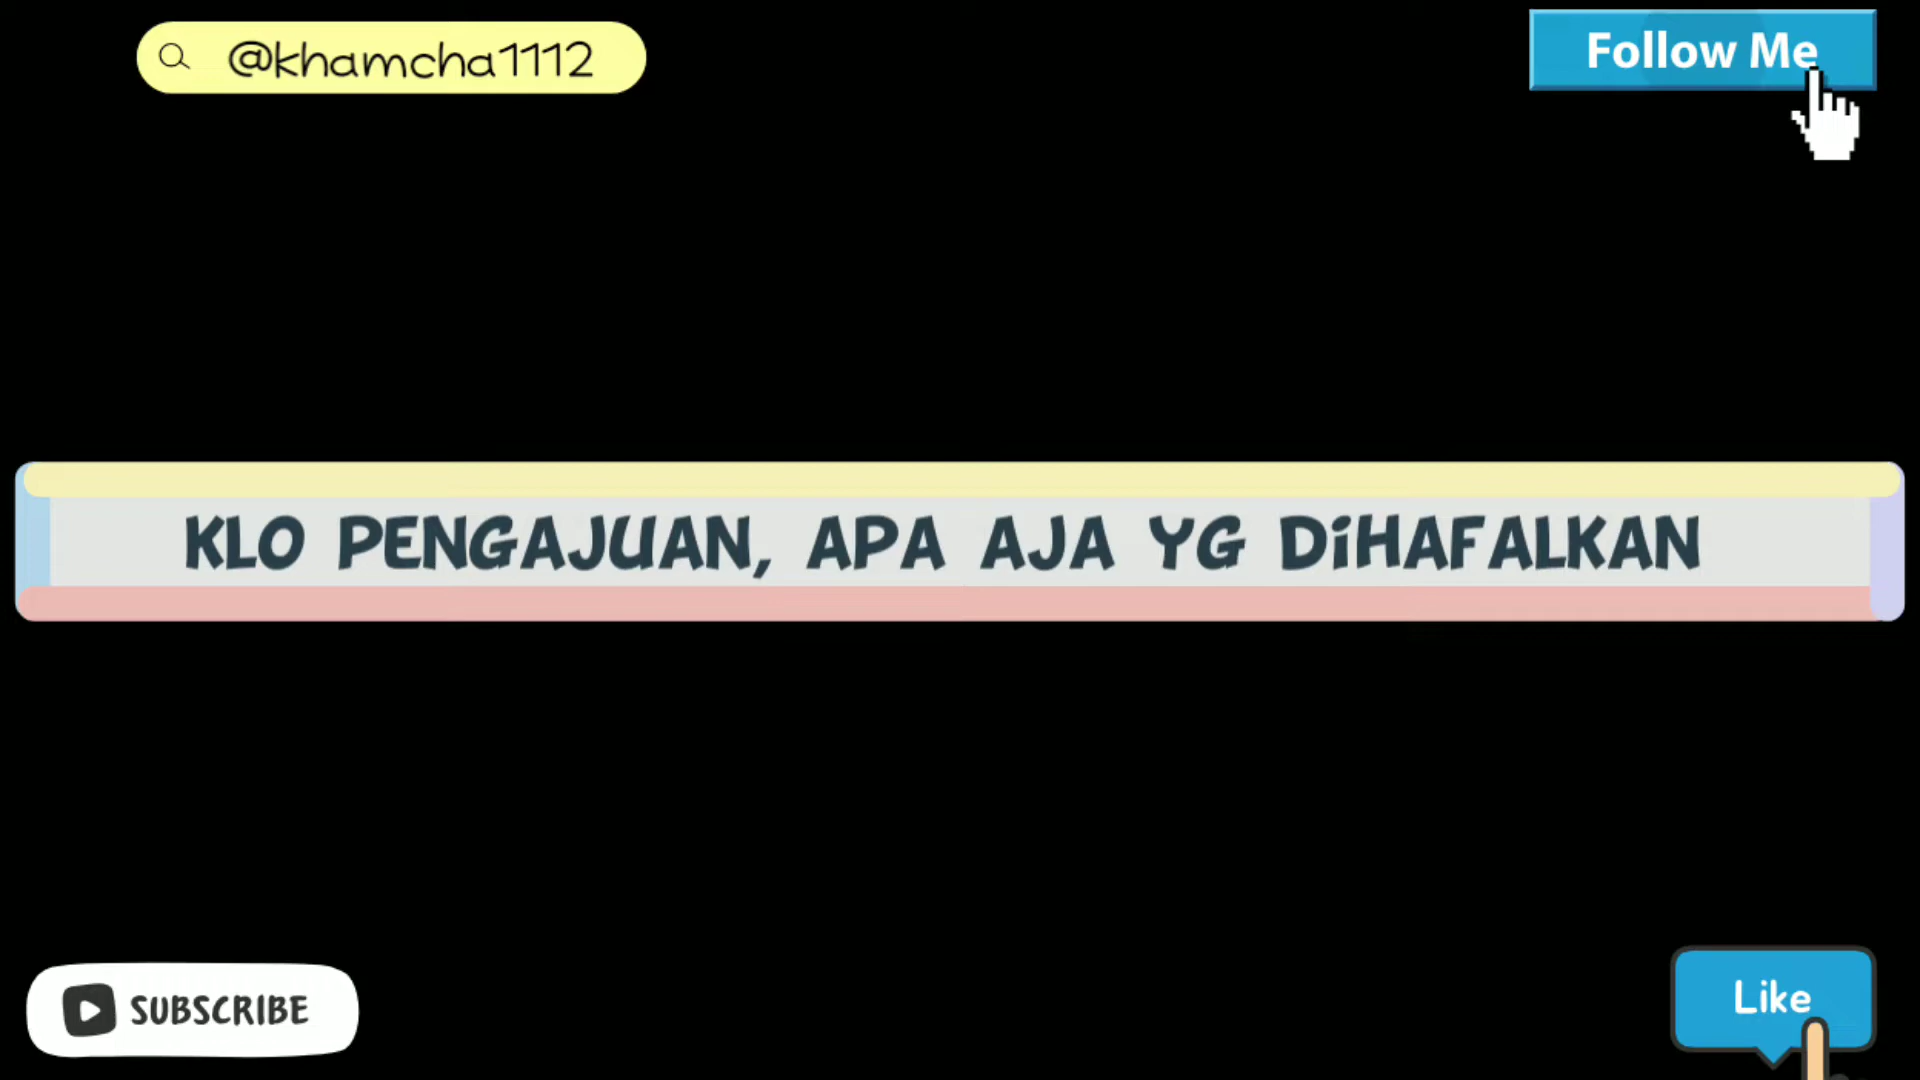 @khamcha1112
Follow Me
KLO PENGAJUAN, APA AJA YG DiHAFALKAN
SUBSCRIBE
Like